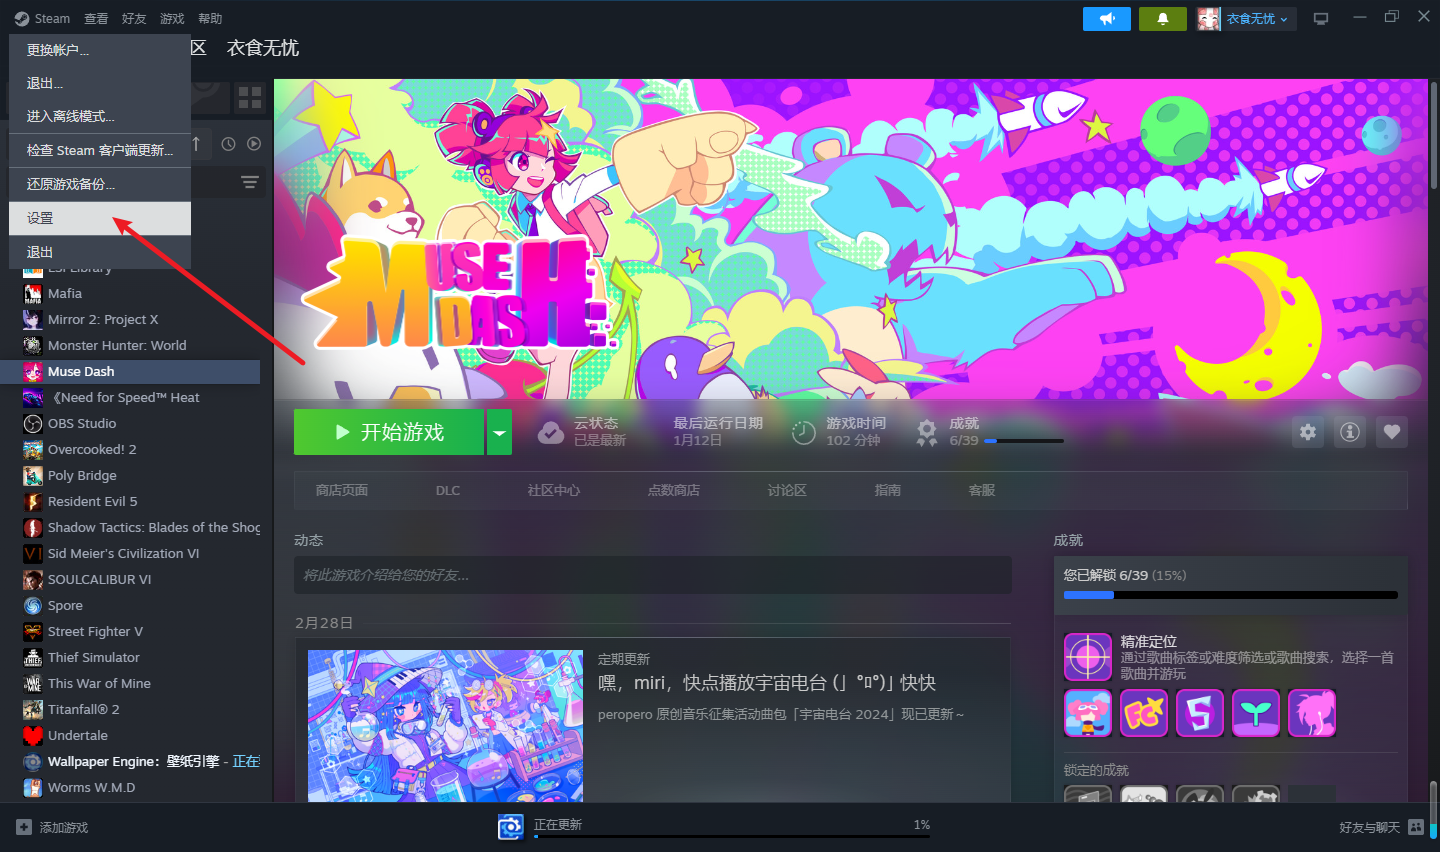 Steam 查看 好友 游戏 帮助
衣食无忧
更换帐户...
区 衣食无忧
退出...
进入离线模式...
检查 Steam 客户端更新...
还原游戏备份...
设置
退出
Mafia
Mirror 2: Project X
Monster Hunter: World
Muse Dash
《Need for Speed™ Heat
OBS Studio
Overcooked! 2
Poly Bridge
Resident Evil 5
Shadow Tactics: Blades of the Shog
Sid Meier's Civilization VI
SOULCALIBUR VI
Spore
Street Fighter V
Thief Simulator
This War of Mine
Titanfall® 2
Undertale
Wallpaper Engine：壁纸引擎 - 正在
Worms W.M.D
添加游戏
MUSE DASH
开始游戏
云状态
已是最新
最后运行日期
1月12日
游戏时间
102 分钟
成就
6/39
商店页面 DLC 社区中心 点数商店 讨论区 指南 客服
动态
将此游戏介绍给您的好友...
2月28日
定期更新
嘿，miri，快点播放宇宙电台 (」°ﾛ°)」快快
peropero 原创音乐征集活动曲包「宇宙电台 2024」现已更新～
成就
您已解锁 6/39 (15%)
精准定位
通过歌曲标签或难度筛选或歌曲搜索，选择一首
歌曲并游玩
FC
S
锁定的成就
正在更新 1%
好友与聊天